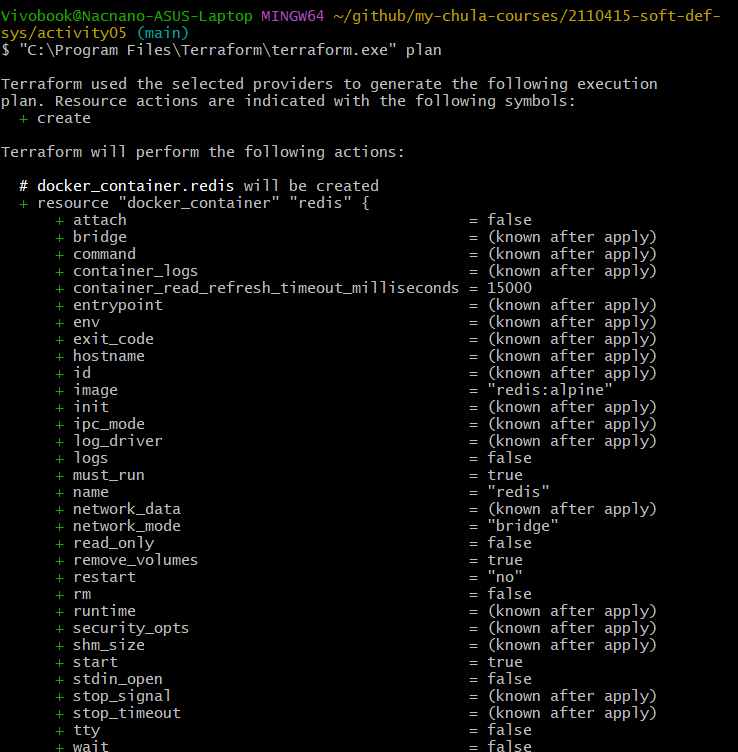 Vivobook@Nacnano-ASUS-Laptop MINGW64 ~/github/my-chula-courses/2110415-soft-def-
sys/activity05 (main)
$ "C:\Program Files\Terraform\terraform.exe" plan
Terraform used the selected providers to generate the following execution
plan. Resource actions are indicated with the following symbols:
+ create
Terraform will perform the following actions:
# docker_container.redis will be created
+ resource "docker_container" "redis" {
+ attach = false
+ bridge = (known after apply)
+ command = (known after apply)
+ container_logs = (known after apply)
+ container_read_refresh_timeout_milliseconds = 15000
+ entrypoint = (known after apply)
+ env = (known after apply)
+ exit_code = (known after apply)
+ hostname = (known after apply)
+ id = (known after apply)
+ image = "redis:alpine"
+ init = (known after apply)
+ ipc_mode = (known after apply)
+ log_driver = (known after apply)
+ logs = false
+ must_run = true
+ name = "redis"
+ network_data = (known after apply)
+ network_mode = "bridge"
+ read_only = false
+ remove_volumes = true
+ restart = "no"
+ rm = false
+ runtime = (known after apply)
+ security_opts = (known after apply)
+ shm_size = (known after apply)
+ start = true
+ stdin_open = false
+ stop_signal = (known after apply)
+ stop_timeout = (known after apply)
+ tty = false
+ wait = false